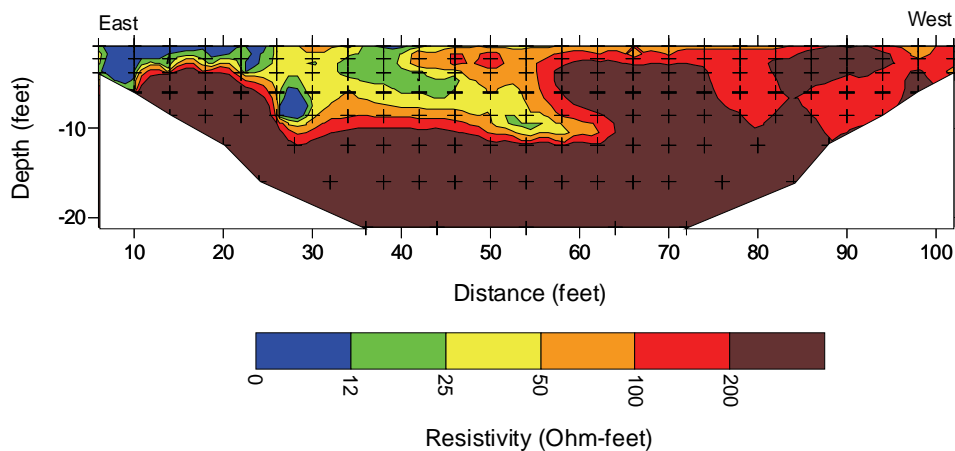 East West
Depth (feet)
-10
-20
10 20 30 40 50 60 70 80 90 100
Distance (feet)
0 12 25 50 100 200
Resistivity (Ohm-feet)